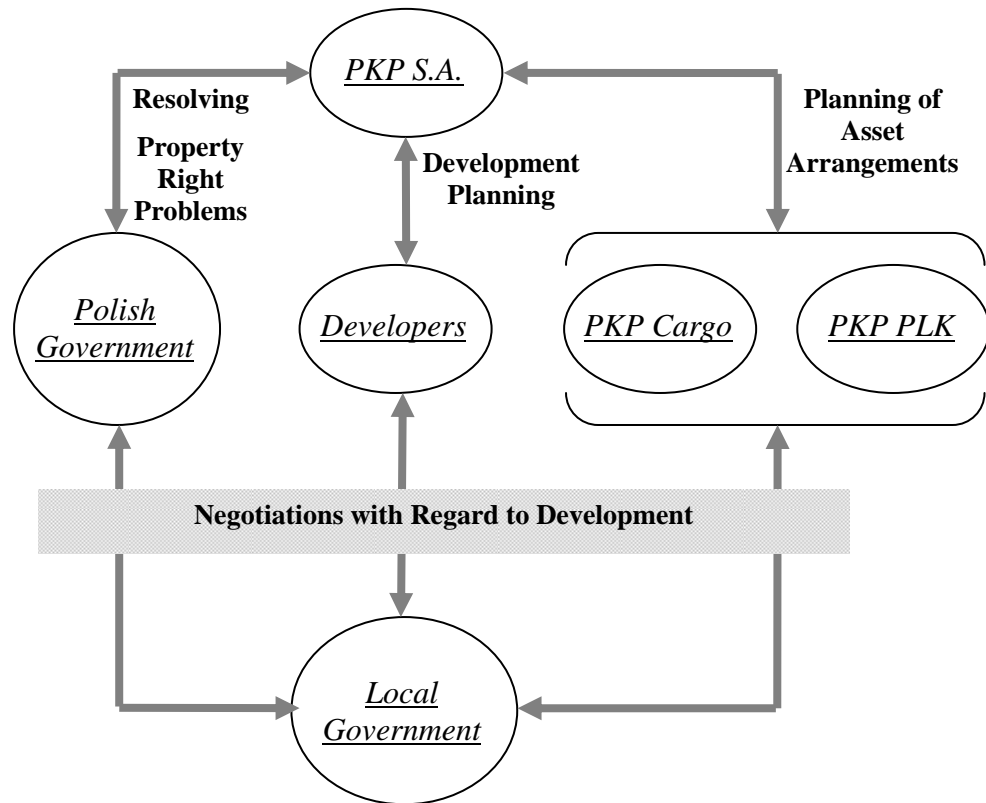 PKP S.A.
Resolving
Property
Right
Problems
Development
Planning
Planning of
Asset
Arrangements
Polish
Government
Developers
PKP Cargo
PKP PLK
Negotiations with Regard to Development
Local
Government